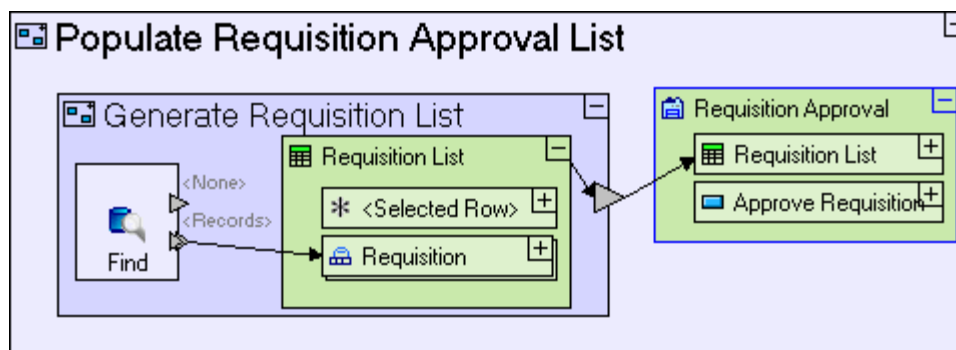 Populate Requisition Approval List
Generate Requisition List
Requisition Approval
Requisition List
Requisition List
<None>
<Selected Row>
Approve Requisition
<Records>
Find
Requisition